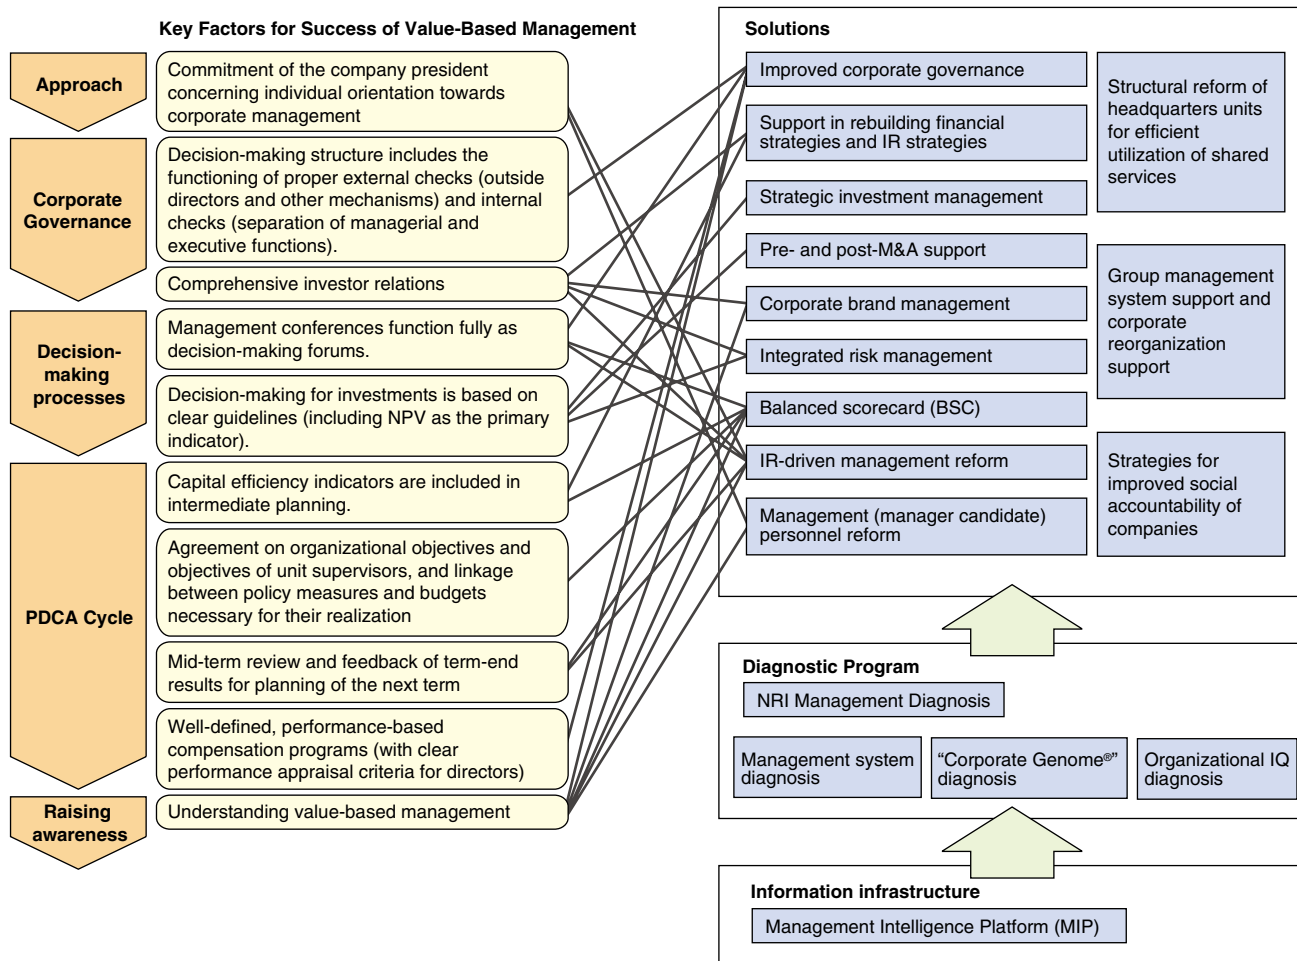 Key Factors for Success of Value-Based Management
Approach
Commitment of the company president
concerning individual orientation towards
corporate management
Corporate
Governance
Decision-making structure includes the
functioning of proper external checks (outside
directors and other mechanisms) and internal
checks (separation of managerial and
executive functions).
Comprehensive investor relations
Decision-
making
processes
Management conferences function fully as
decision-making forums.
Decision-making for investments is based on
clear guidelines (including NPV as the primary
indicator).
PDCA Cycle
Capital efficiency indicators are included in
intermediate planning.
Agreement on organizational objectives and
objectives of unit supervisors, and linkage
between policy measures and budgets
necessary for their realization
Mid-term review and feedback of term-end
results for planning of the next term
Well-defined, performance-based
compensation programs (with clear
performance appraisal criteria for directors)
Raising
awareness
Understanding value-based management
Solutions
Improved corporate governance
Support in rebuilding financial
strategies and IR strategies
Strategic investment management
Pre- and post-M&A support
Corporate brand management
Integrated risk management
Balanced scorecard (BSC)
IR-driven management reform
Management (manager candidate)
personnel reform
Structural reform of
headquarters units
for efficient
utilization of shared
services
Group management
system support and
corporate
reorganization
support
Strategies for
improved social
accountability of
companies
Diagnostic Program
NRI Management Diagnosis
Management system
diagnosis
“Corporate Genome®”
diagnosis
Organizational IQ
diagnosis
Information infrastructure
Management Intelligence Platform (MIP)